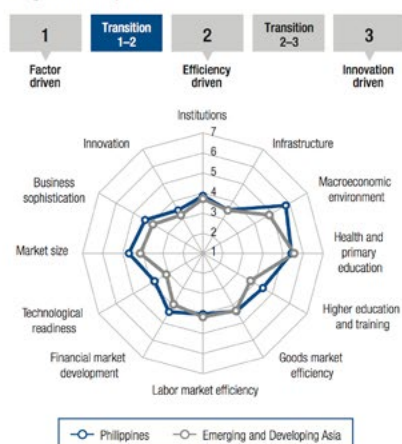 1
Transition
1–2
2
Transition
2–3
3
Factor
driven
Efficiency
driven
Innovation
driven
Institutions
7
6
5
4
3
2
1
Infrastructure
Macroeconomic
environment
Health and
primary
education
Higher education
and training
Goods market
efficiency
Labor market efficiency
Financial market
development
Technological
readiness
Market size
Business
sophistication
Innovation
Philippines
Emerging and Developing Asia